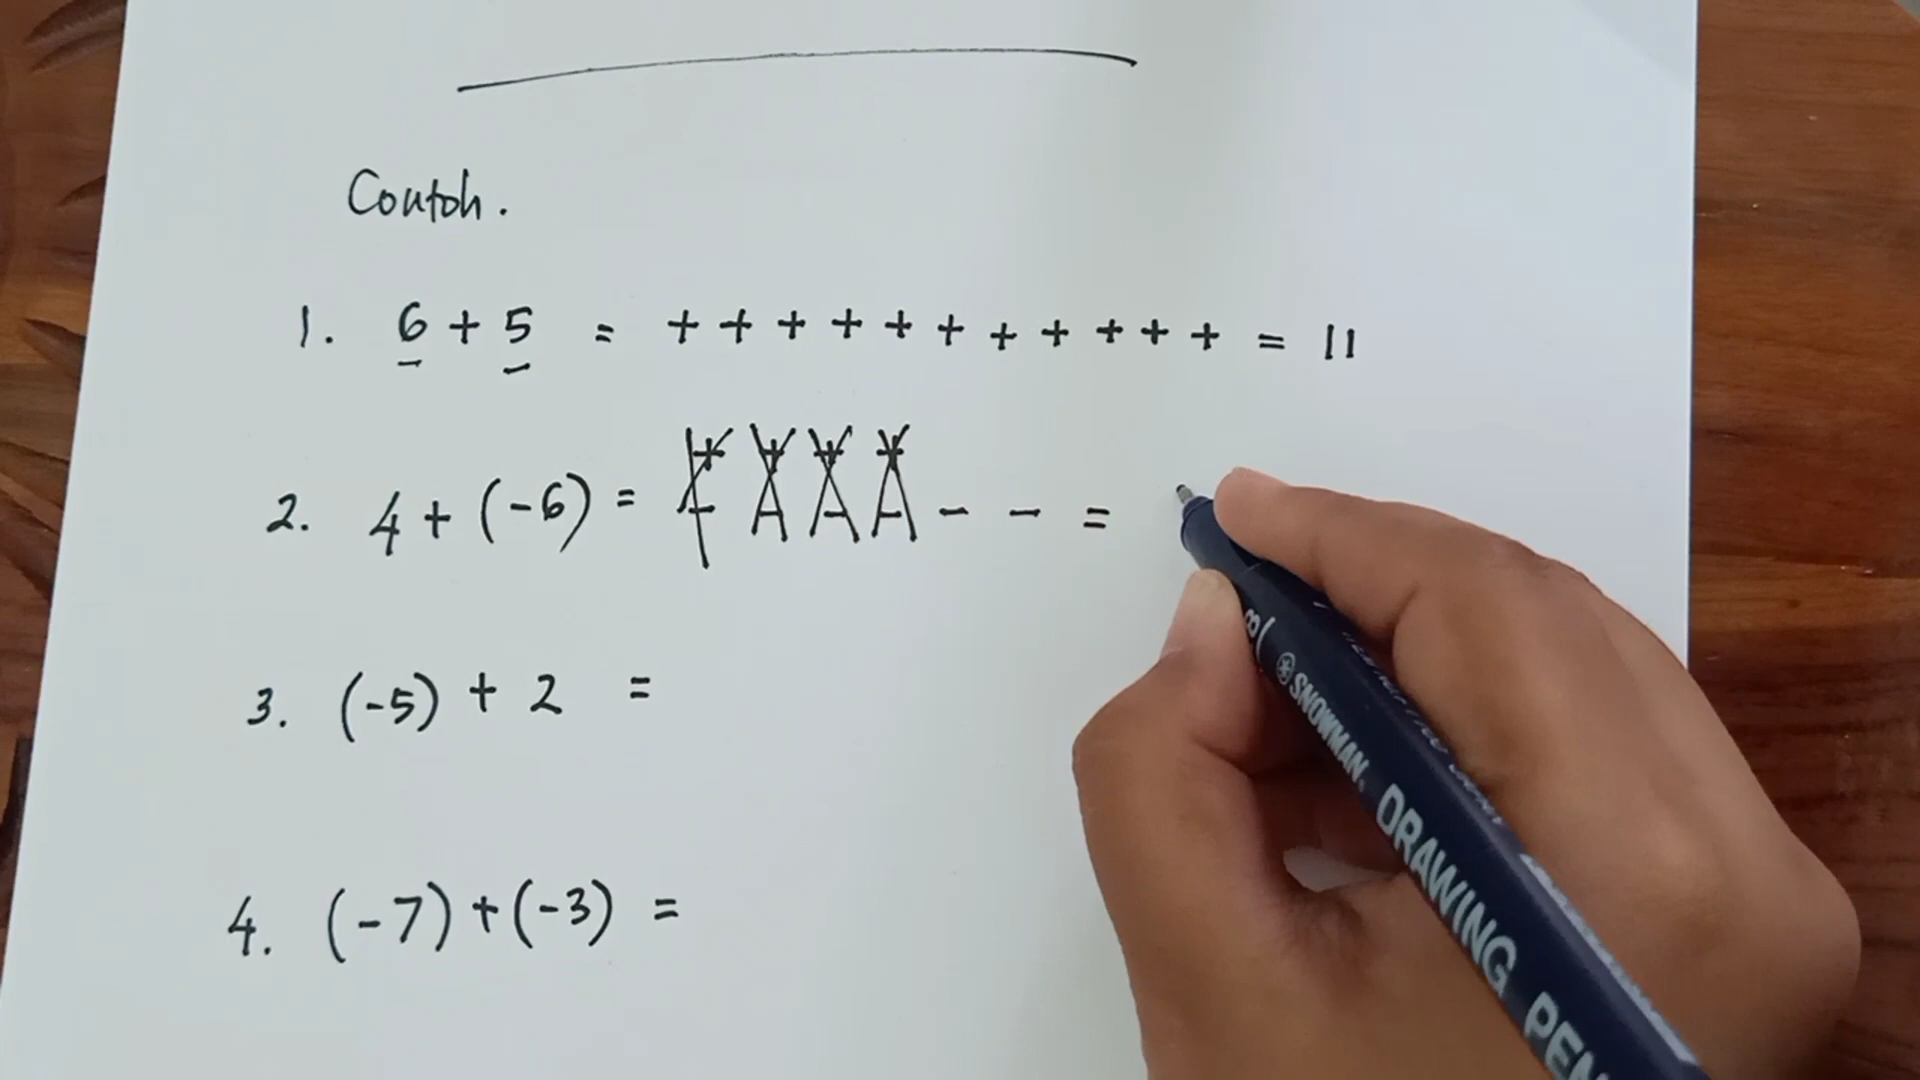 Contoh.
1. 6 + 5 = + + + + + + + + + + + = 11
2. 4 + (-6) = + + + + - - - - - - =
3. (-5) + 2 =
4. (-7) + (-3) =
SNOWMAN. DRAWING PEN